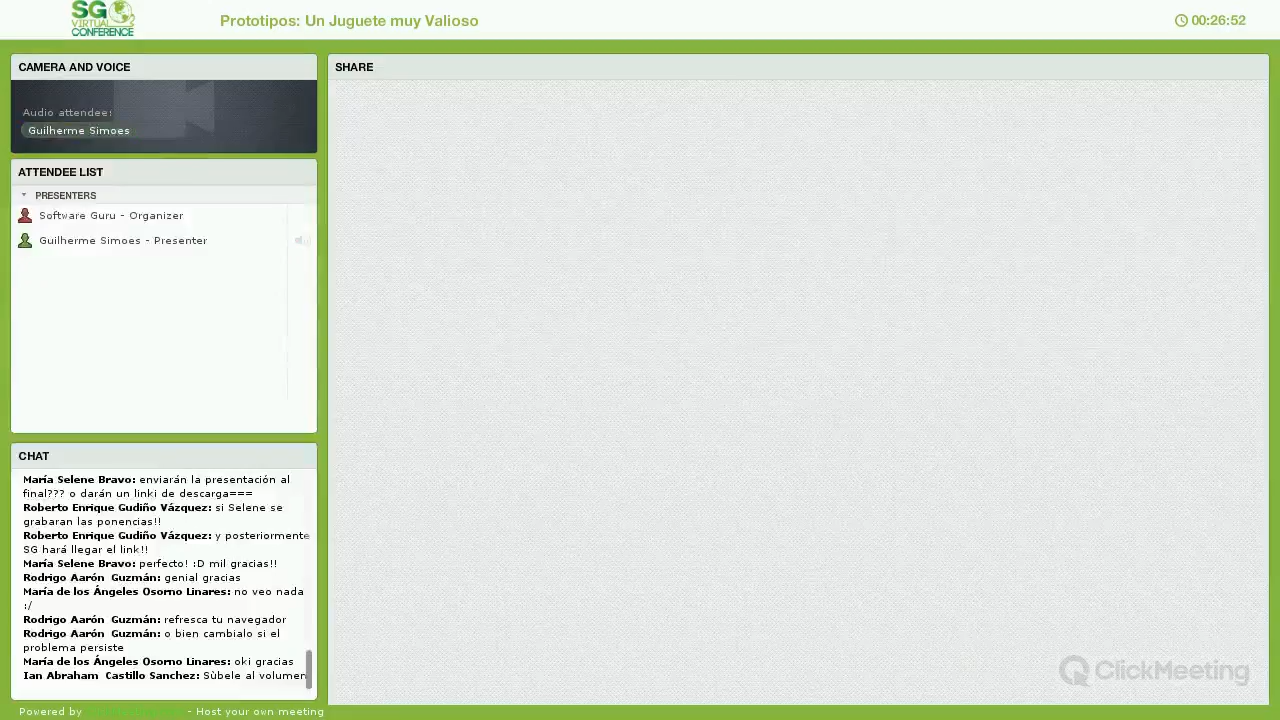 SG
VIRTUAL
CONFERENCE
2
Prototipos: Un Juguete muy Valioso
00:26:52
CAMERA AND VOICE
Audio attendee:
Guilherme Simoes
ATTENDEE LIST
PRESENTERS
Software Guru - Organizer
Guilherme Simoes - Presenter
CHAT
María Selene Bravo: enviarán la presentación al
final??? o darán un linki de descarga===
Roberto Enrique Gudiño Vázquez: si Selene se
grabaran las ponencias!!
Roberto Enrique Gudiño Vázquez: y posteriormente
SG hará llegar el link!!
María Selene Bravo: perfecto! :D mil gracias!!
Rodrigo Aarón Guzmán: genial gracias
María de los Ángeles Osorno Linares: no veo nada
:/
Rodrigo Aarón Guzmán: refresca tu navegador
Rodrigo Aarón Guzmán: o bien cambialo si el
problema persiste
María de los Ángeles Osorno Linares: oki gracias
Ian Abraham Castillo Sanchez: Sùbele al volumen
Powered by - Host your own meeting
SHARE
ClickMeeting